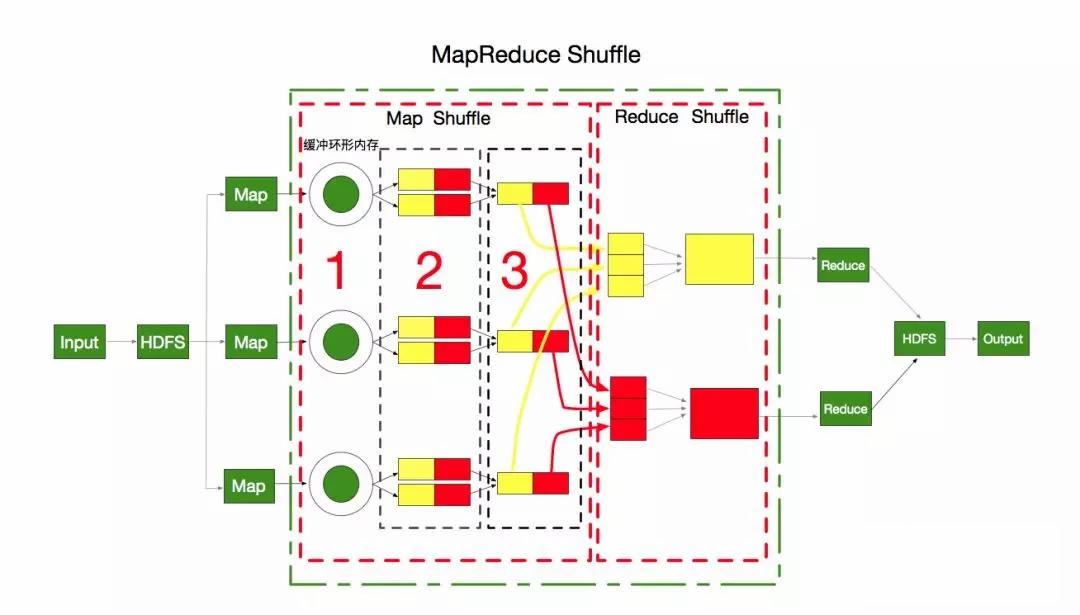 MapReduce Shuffle
Map Shuffle
Reduce Shuffle
缓冲环形内存
Map
1
2
3
Reduce
Input
HDFS
Map
HDFS
Output
Reduce
Map